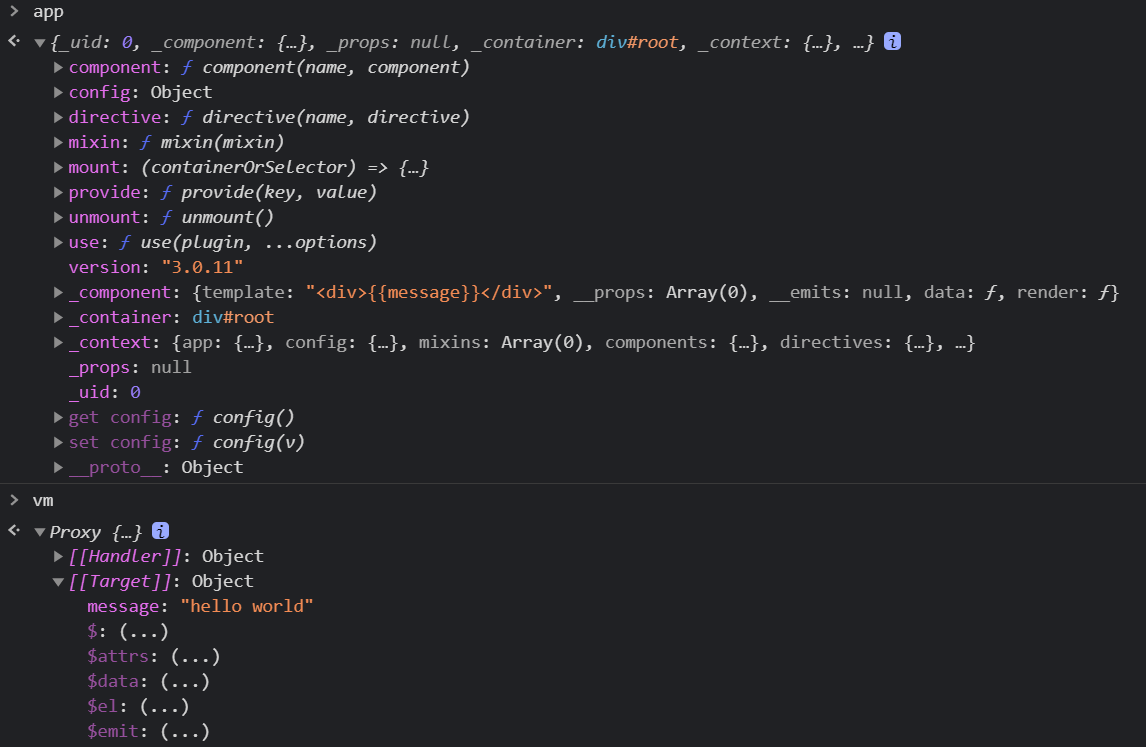 > app
{_uid: 0, _component: {…}, _props: null, _container: div#root, _context: {…}, …} i
component: ƒ component(name, component)
config: Object
directive: ƒ directive(name, directive)
mixin: ƒ mixin(mixin)
mount: (containerOrSelector) => {…}
provide: ƒ provide(key, value)
unmount: ƒ unmount()
use: ƒ use(plugin, ...options)
version: "3.0.11"
_component: {template: "<div>{{message}}</div>", __props: Array(0), __emits: null, data: ƒ, render: ƒ}
_container: div#root
_context: {app: {…}, config: {…}, mixins: Array(0), components: {…}, directives: {…}, …}
_props: null
_uid: 0
get config: ƒ config()
set config: ƒ config(v)
__proto__: Object
> vm
Proxy {…} i
[[Handler]]: Object
[[Target]]: Object
message: "hello world"
$: (...)
$attrs: (...)
$data: (...)
$el: (...)
$emit: (...)